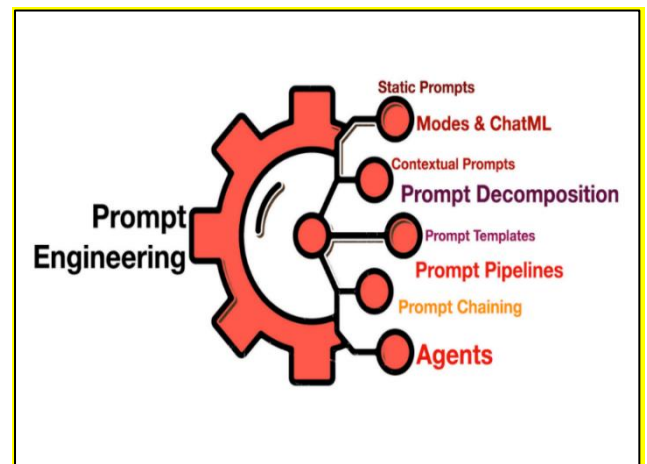 Static Prompts
Modes & ChatML
Contextual Prompts
Prompt Decomposition
Prompt
Engineering
Prompt Templates
Prompt Pipelines
Prompt Chaining
Agents